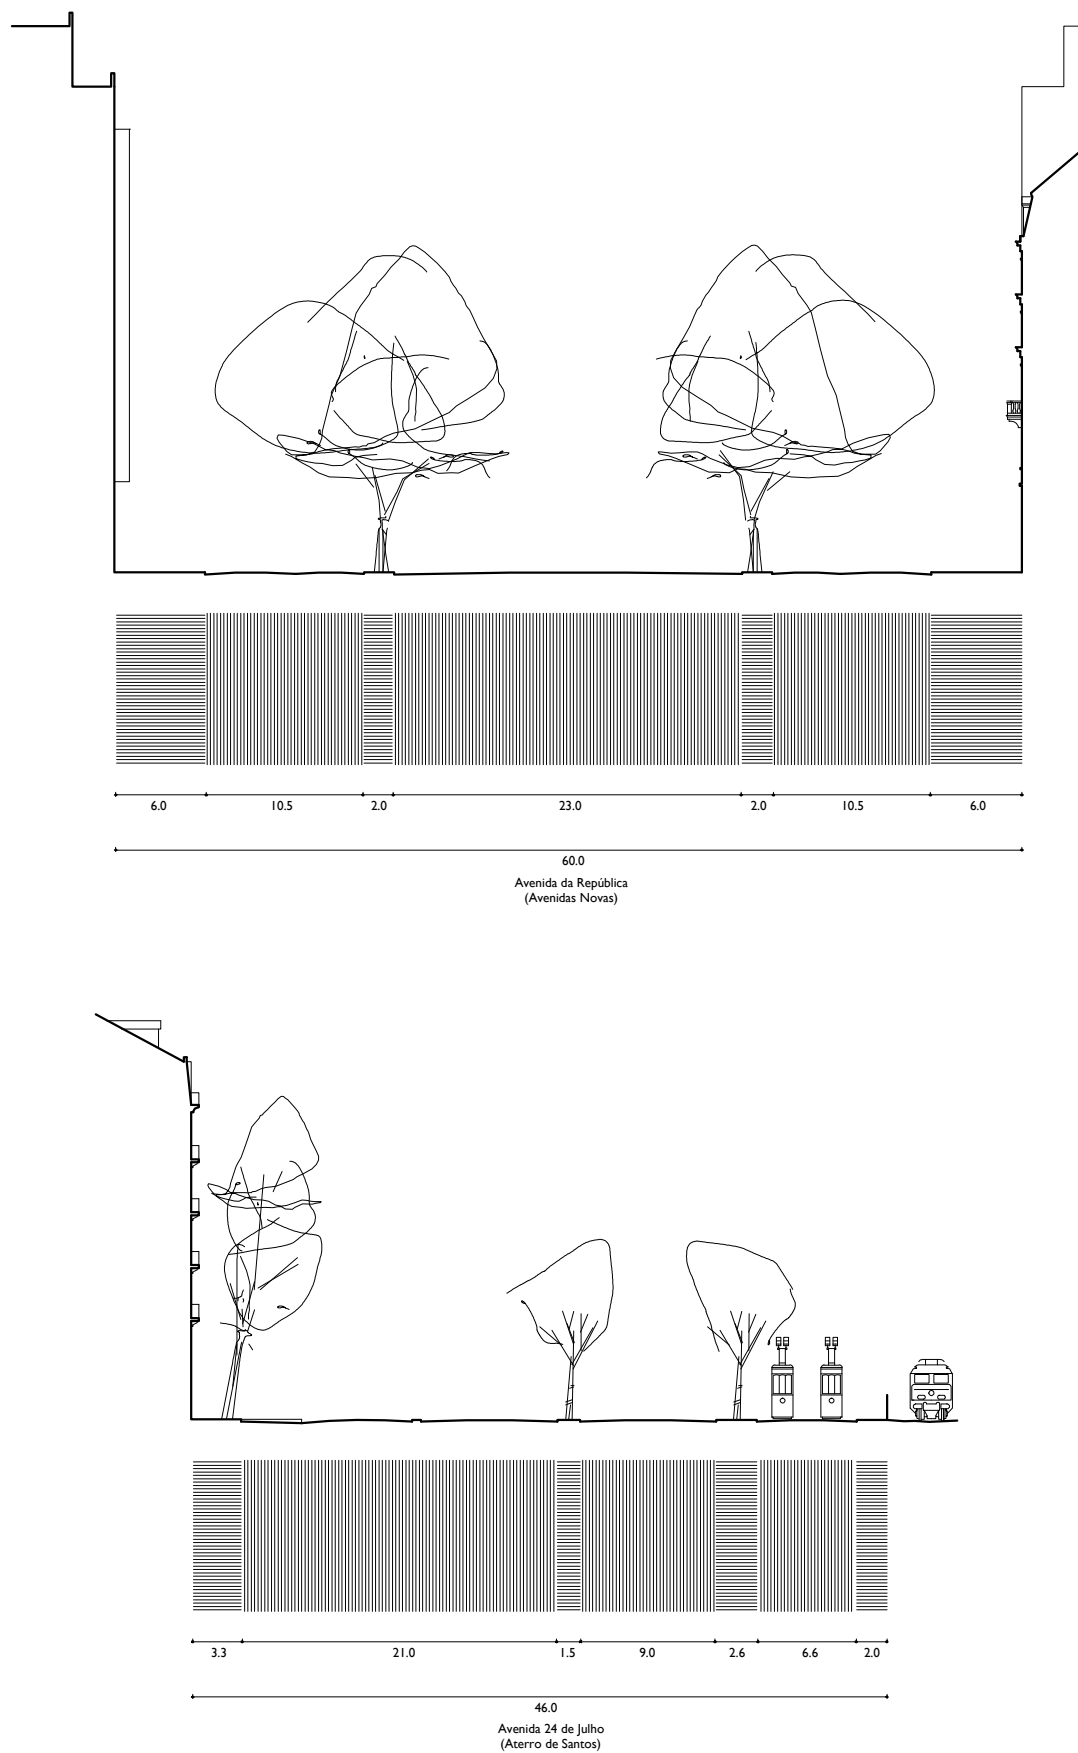 6.0 10.5 2.0 23.0 2.0 10.5 6.0
60.0
Avenida da República
(Avenidas Novas)
3.3 21.0 1.5 9.0 2.6 6.6 2.0
46.0
Avenida 24 de Julho
(Aterro de Santos)